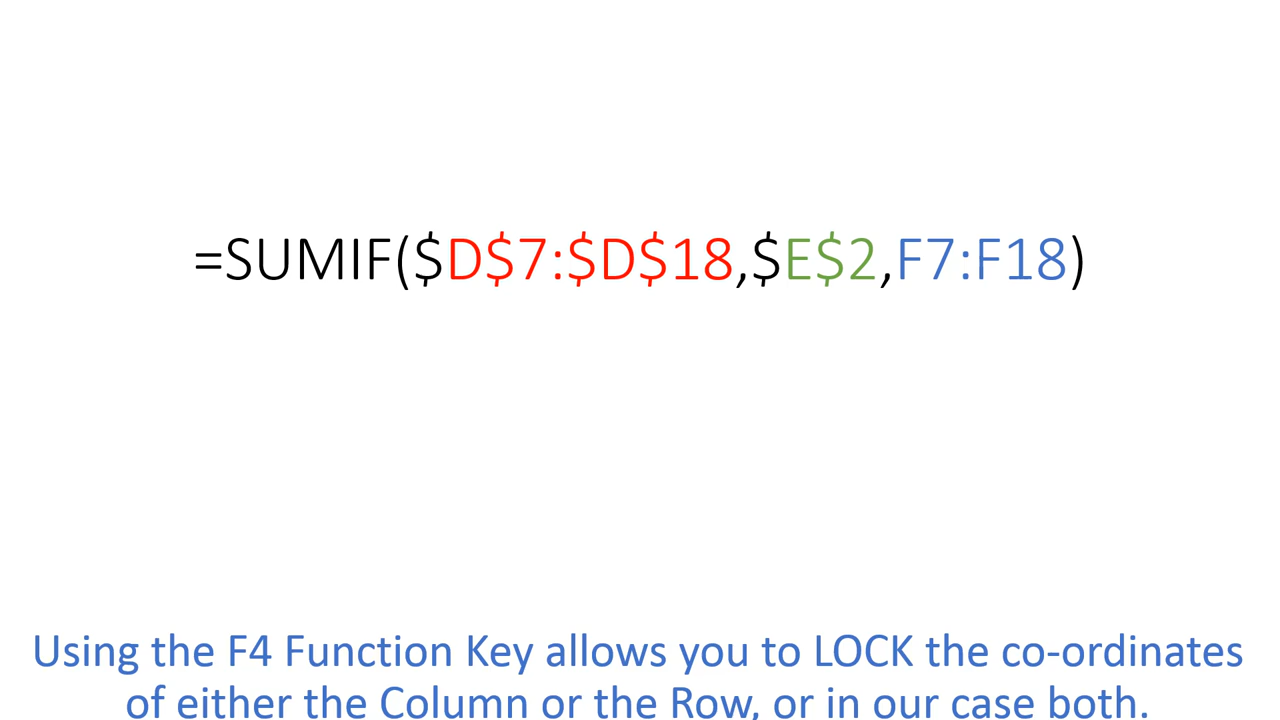 =SUMIF($D$7:$D$18,$E$2,F7:F18)
Using the F4 Function Key allows you to LOCK the co-ordinates
of either the Column or the Row, or in our case both.